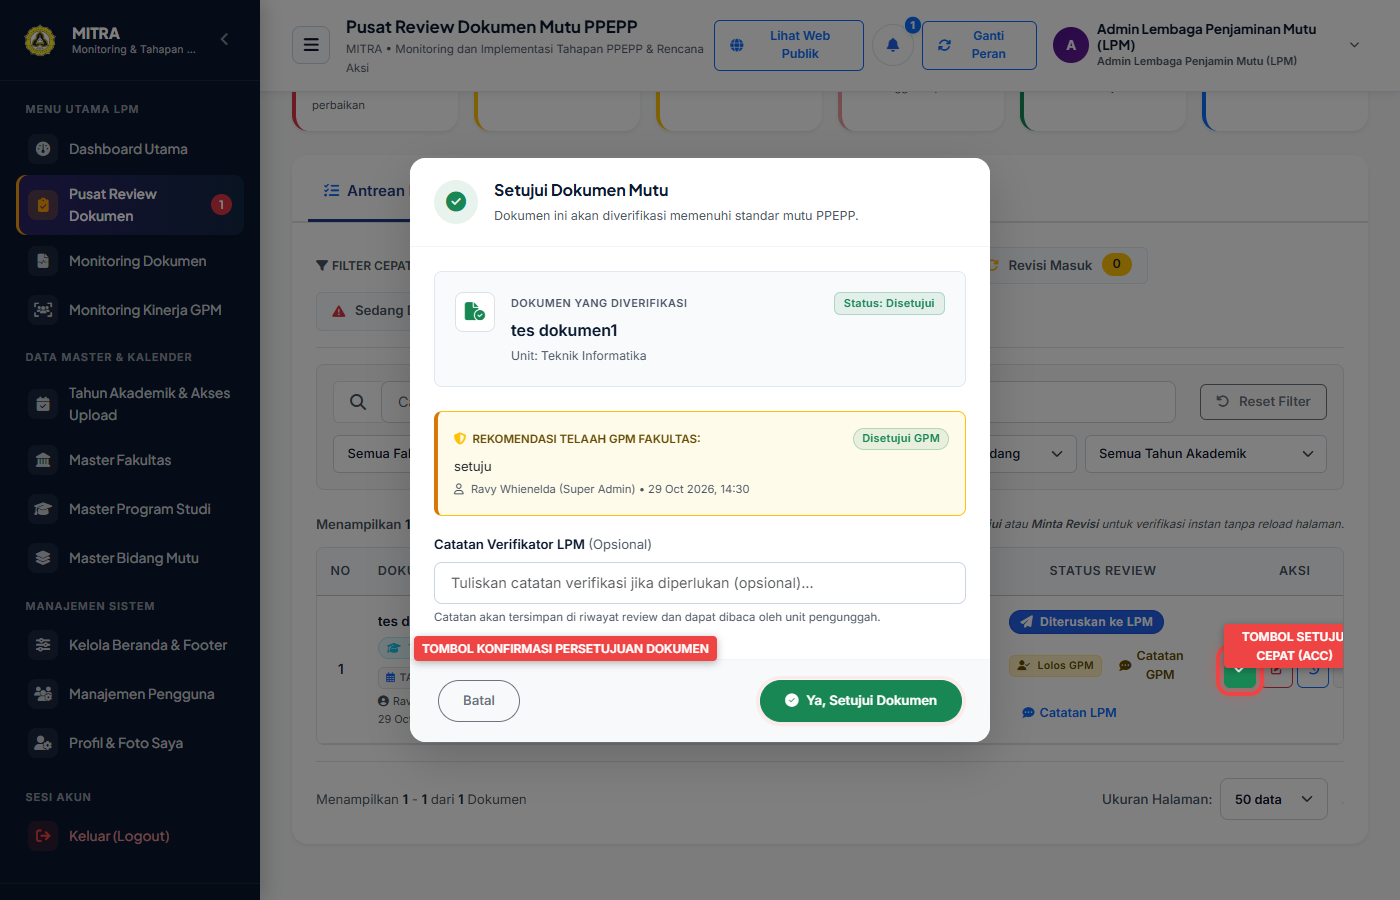 MITRA
Monitoring & Tahapan ...
MENU UTAMA LPM
Dashboard Utama
Pusat Review
Dokumen
1
Monitoring Dokumen
Monitoring Kinerja GPM
DATA MASTER & KALENDER
Tahun Akademik & Akses
Upload
Master Fakultas
Master Program Studi
Master Bidang Mutu
MANAJEMEN SISTEM
Kelola Beranda & Footer
Manajemen Pengguna
Profil & Foto Saya
SESI AKUN
Keluar (Logout)
Pusat Review Dokumen Mutu PPEPP
MITRA • Monitoring dan Implementasi Tahapan PPEPP & Rencana
Aksi
Lihat Web
Publik
1
Ganti
Peran
A
Admin Lembaga Penjaminan Mutu
(LPM)
Admin Lembaga Penjamin Mutu (LPM)
perbaikan
Antrean
FILTER CEPAT
Revisi Masuk 0
Sedang
Reset Filter
Semua Fak
dang
Semua Tahun Akademik
Menampilkan 1
atau Minta Revisi untuk verifikasi instan tanpa reload halaman.
NO
DOKU
STATUS REVIEW
AKSI
1
tes d
TA
Rav
29 Oc
Diteruskan ke LPM
Lolos GPM
Catatan
GPM
Catatan LPM
TOMBOL SETUJU
CEPAT (ACC)
Menampilkan 1 - 1 dari 1 Dokumen
Ukuran Halaman:
50 data
Setujui Dokumen Mutu
Dokumen ini akan diverifikasi memenuhi standar mutu PPEPP.
DOKUMEN YANG DIVERIFIKASI
Status: Disetujui
tes dokumen1
Unit: Teknik Informatika
REKOMENDASI TELAAH GPM FAKULTAS:
Disetujui GPM
setuju
Ravy Whienelda (Super Admin) • 29 Oct 2026, 14:30
Catatan Verifikator LPM (Opsional)
Tuliskan catatan verifikasi jika diperlukan (opsional)...
Catatan akan tersimpan di riwayat review dan dapat dibaca oleh unit pengunggah.
TOMBOL KONFIRMASI PERSETUJUAN DOKUMEN
Batal
Ya, Setujui Dokumen